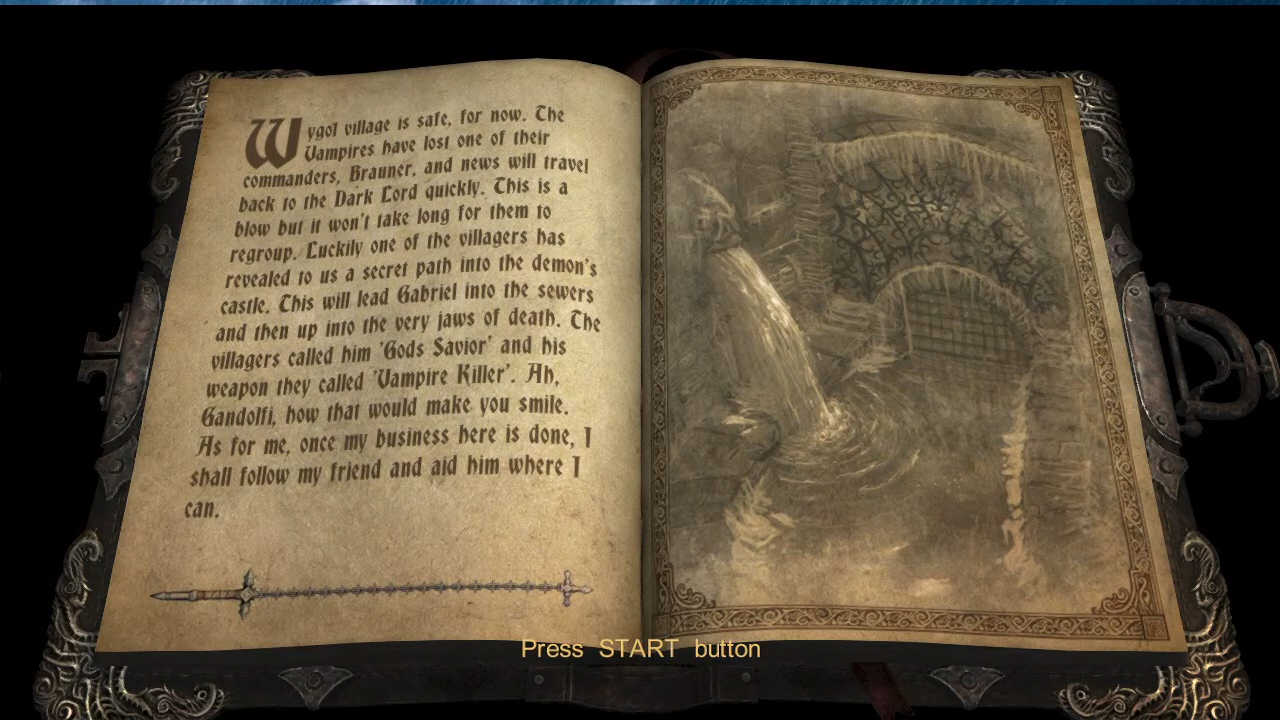 Wygol village is safe, for now. The
Vampires have lost one of their
commanders, Brauner, and news will travel
back to the Dark Lord quickly. This is a
blow but it won't take long for them to
regroup. Luckily one of the villagers has
revealed to us a secret path into the demon's
castle. This will lead Gabriel into the sewers
and then up into the very jaws of death. The
villagers called him 'Gods Savior' and his
weapon they called 'Vampire Killer'. Ah,
Gandolfi, how that would make you smile.
As for me, once my business here is done, I
shall follow my friend and aid him where I
can.
Press START button